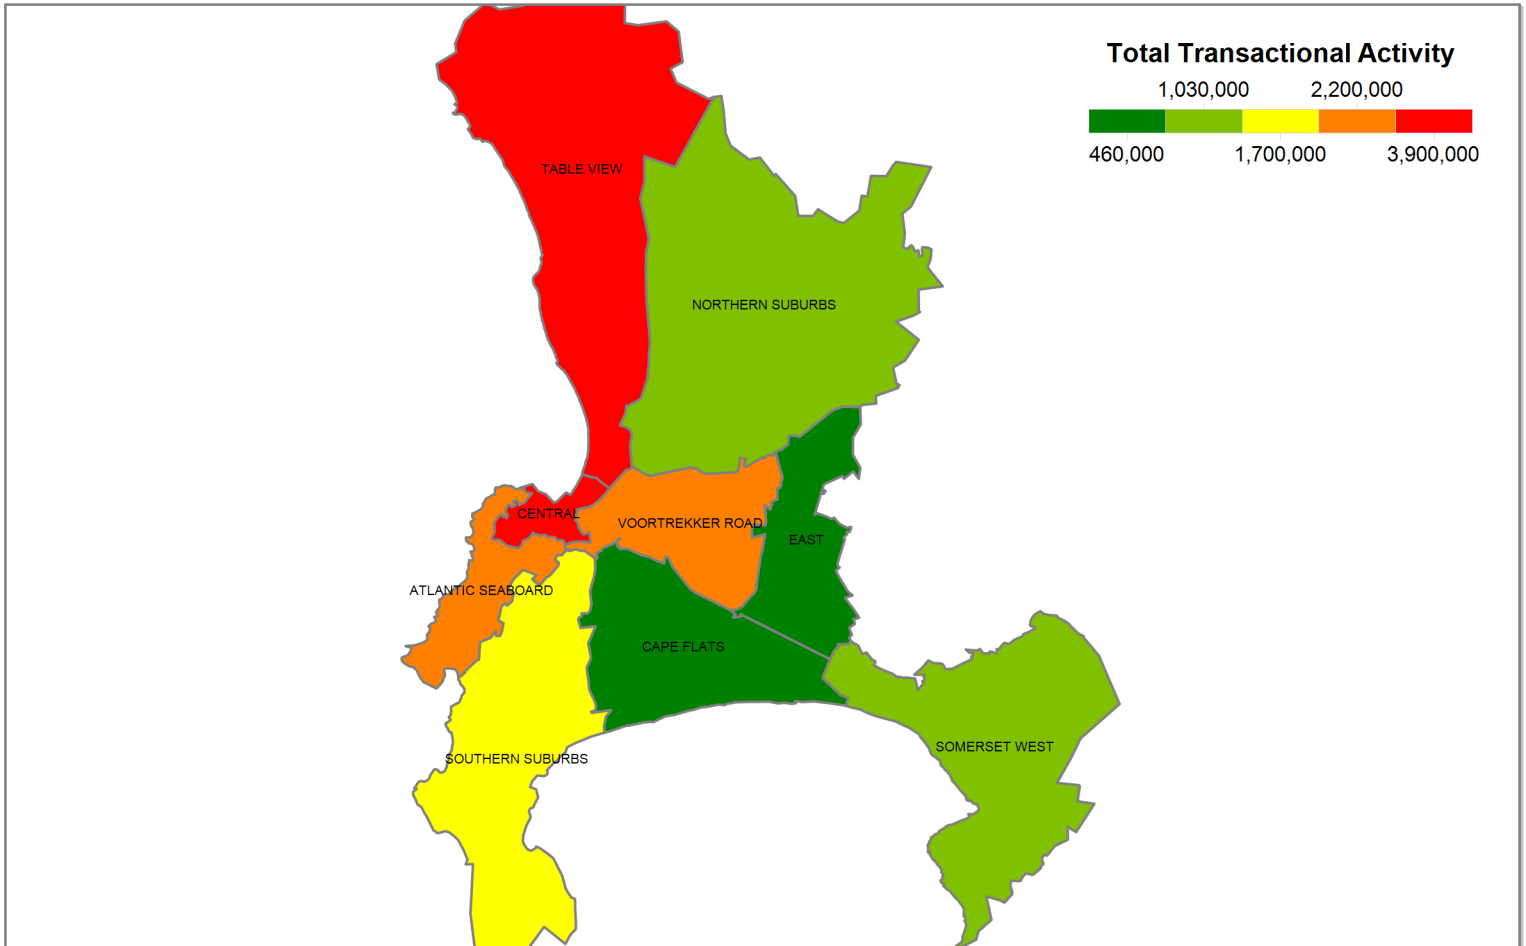 Total Transactional Activity
1,030,000 2,200,000
460,000 1,700,000 3,900,000
TABLE VIEW
NORTHERN SUBURBS
CENTRAL
VOORTREKKER ROAD
EAST
ATLANTIC SEABOARD
CAPE FLATS
SOMERSET WEST
SOUTHERN SUBURBS